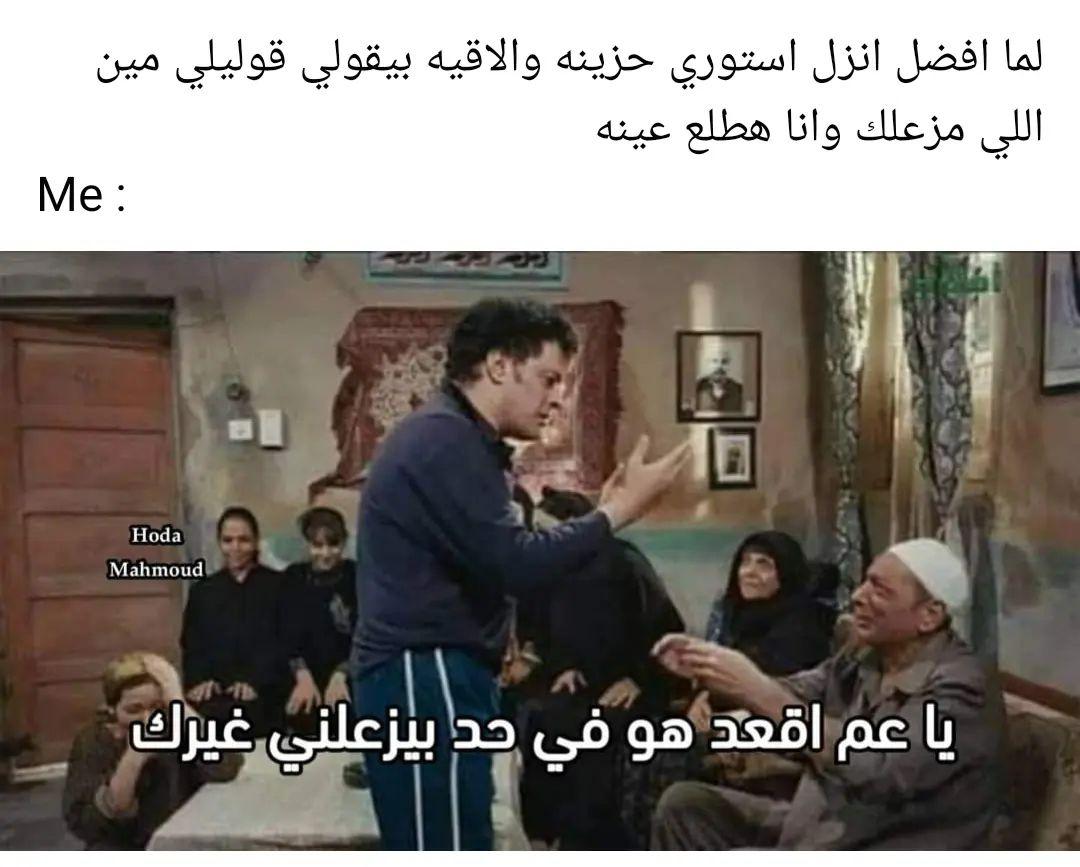 لما افضل انزل استوري حزينه والاقيه بيقولي قوليلي مين
اللي مزعلك وانا هطلع عينه
Me :
Hoda
Mahmoud
يا عم اقعد هو في حد بيزعلني غيرك